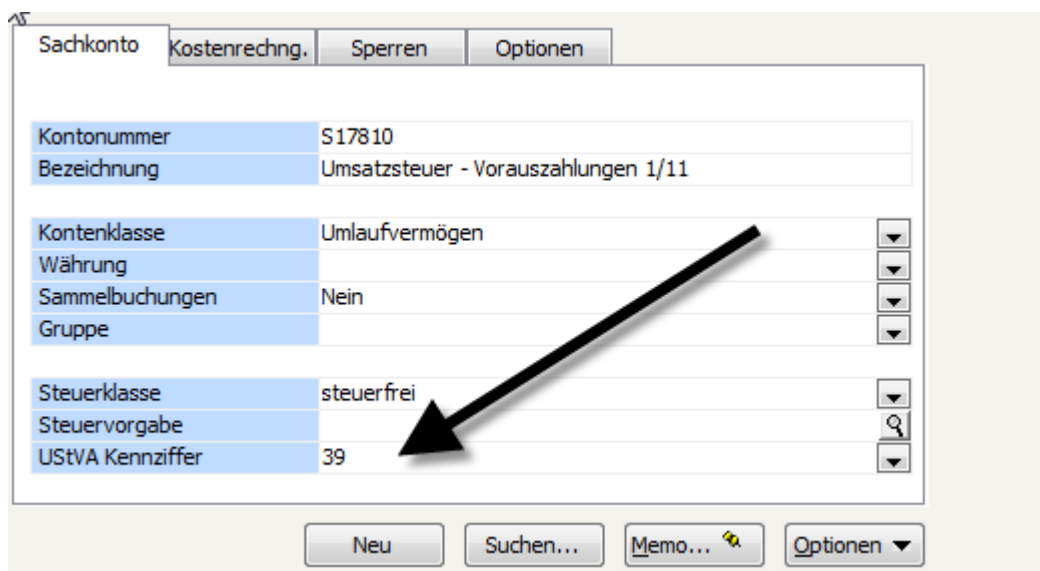 Sachkonto Kostenrechng. Sperren Optionen
Kontonummer S17810
Bezeichnung Umsatzsteuer - Vorauszahlungen 1/11
Kontenklasse Umlaufvermögen
Währung
Sammelbuchungen Nein
Gruppe
Steuerklasse steuerfrei
Steuervorgabe
UStVA Kennziffer 39
Neu Suchen... Memo... Optionen